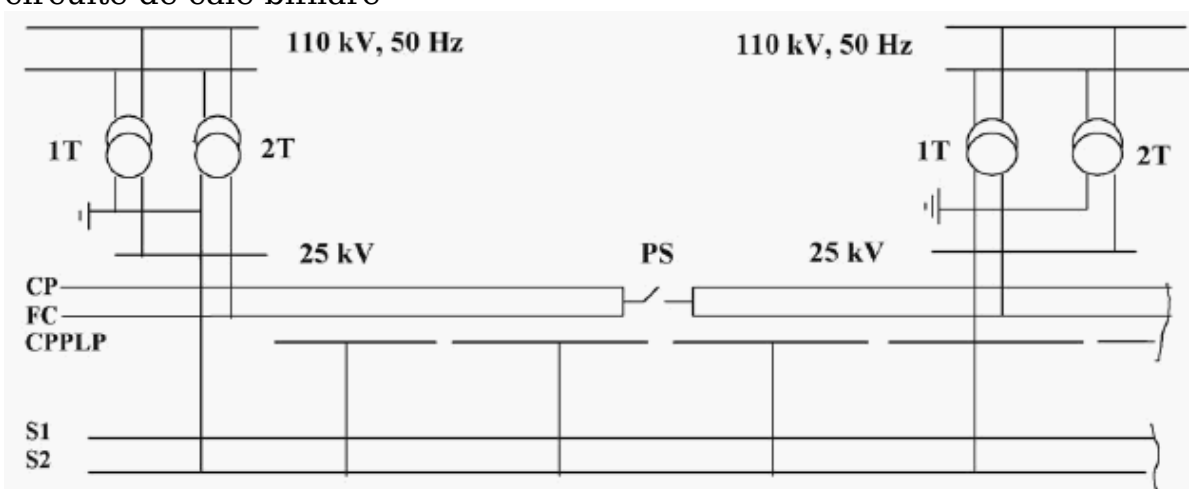 110 kV, 50 Hz
110 kV, 50 Hz
1T
2T
1T
2T
25 kV
PS
25 kV
CP
FC
CPPLP
S1
S2